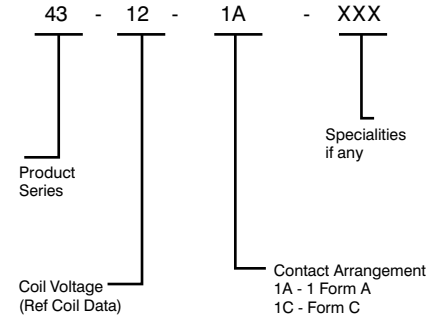 43 - 12 - 1A - XXX
Specialities
if any
Product
Series
Coil Voltage
(Ref Coil Data)
Contact Arrangement
1A - 1 Form A
1C - Form C